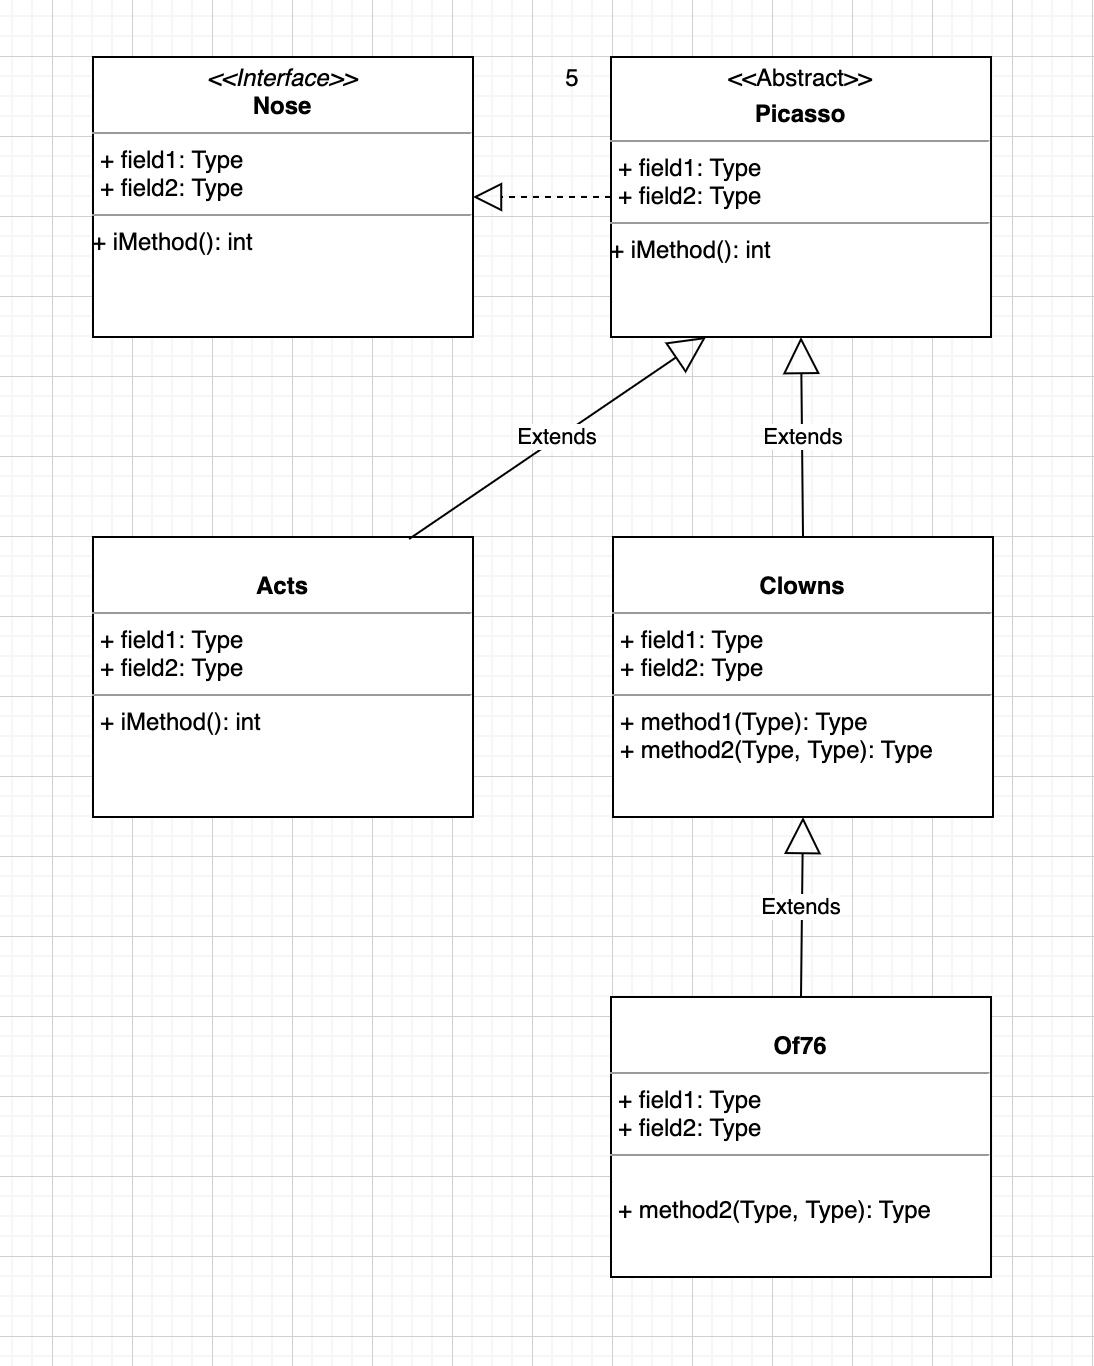 <<Interface>>
Nose
+ field1: Type
+ field2: Type
+ iMethod(): int
5
<<Abstract>>
Picasso
+ field1: Type
+ field2: Type
+ iMethod(): int
Extends
Extends
Acts
+ field1: Type
+ field2: Type
+ iMethod(): int
Clowns
+ field1: Type
+ field2: Type
+ method1(Type): Type
+ method2(Type, Type): Type
Extends
Of76
+ field1: Type
+ field2: Type
+ method2(Type, Type): Type